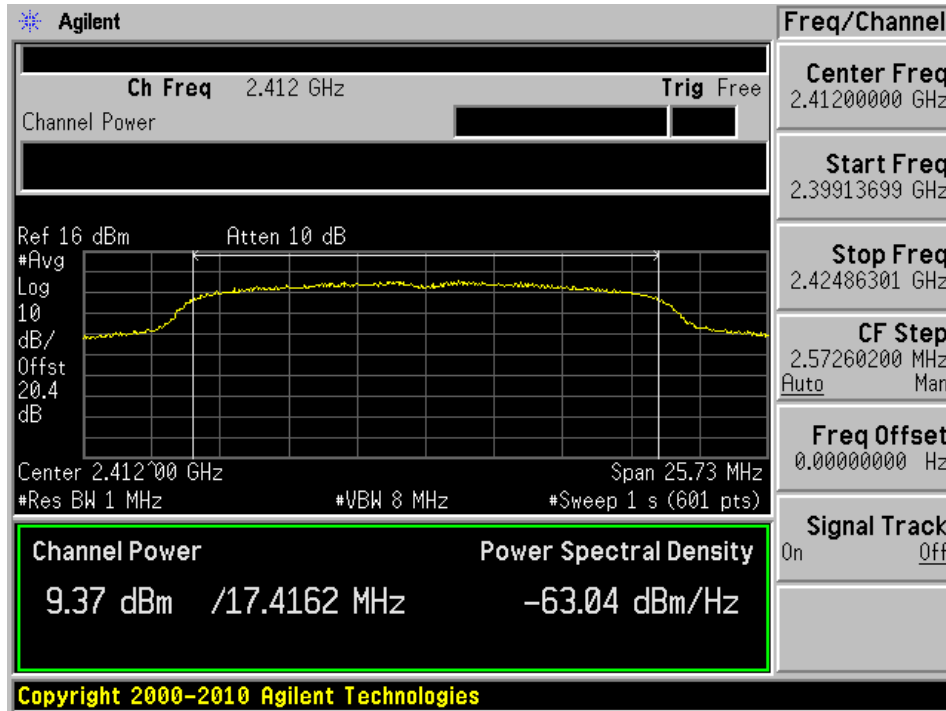 Agilent
Ch Freq 2.412 GHz Trig Free
Channel Power
Ref 16 dBm Atten 10 dB
#Avg
Log
10
dB/
Offst
20.4
dB
Center 2.412 00 GHz Span 25.73 MHz
#Res BW 1 MHz #VBW 8 MHz #Sweep 1 s (601 pts)
Channel Power Power Spectral Density
9.37 dBm /17.4162 MHz -63.04 dBm/Hz
Copyright 2000-2010 Agilent Technologies
Freq/Channel
Center Freq
2.41200000 GHz
Start Freq
2.39913699 GHz
Stop Freq
2.42486301 GHz
CF Step
2.57260200 MHz
Auto Man
Freq Offset
0.00000000 Hz
Signal Track
On Off